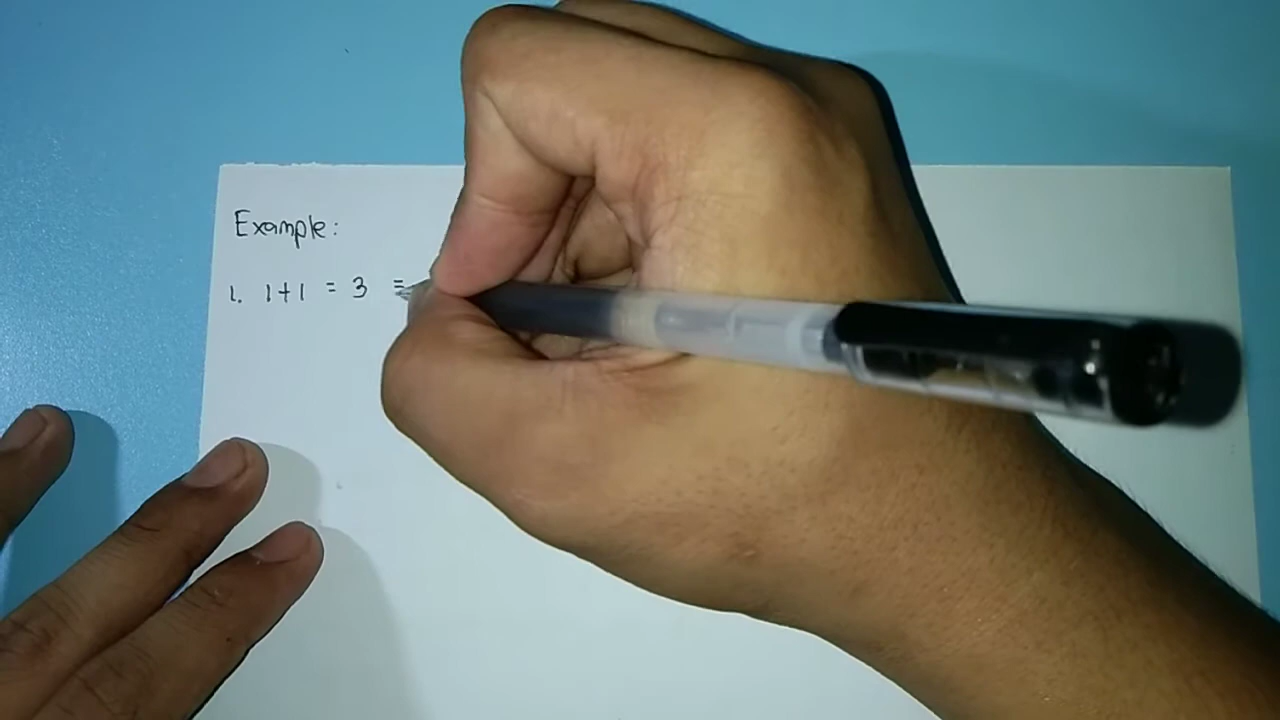 Example:
1. 1+1 = 3 =